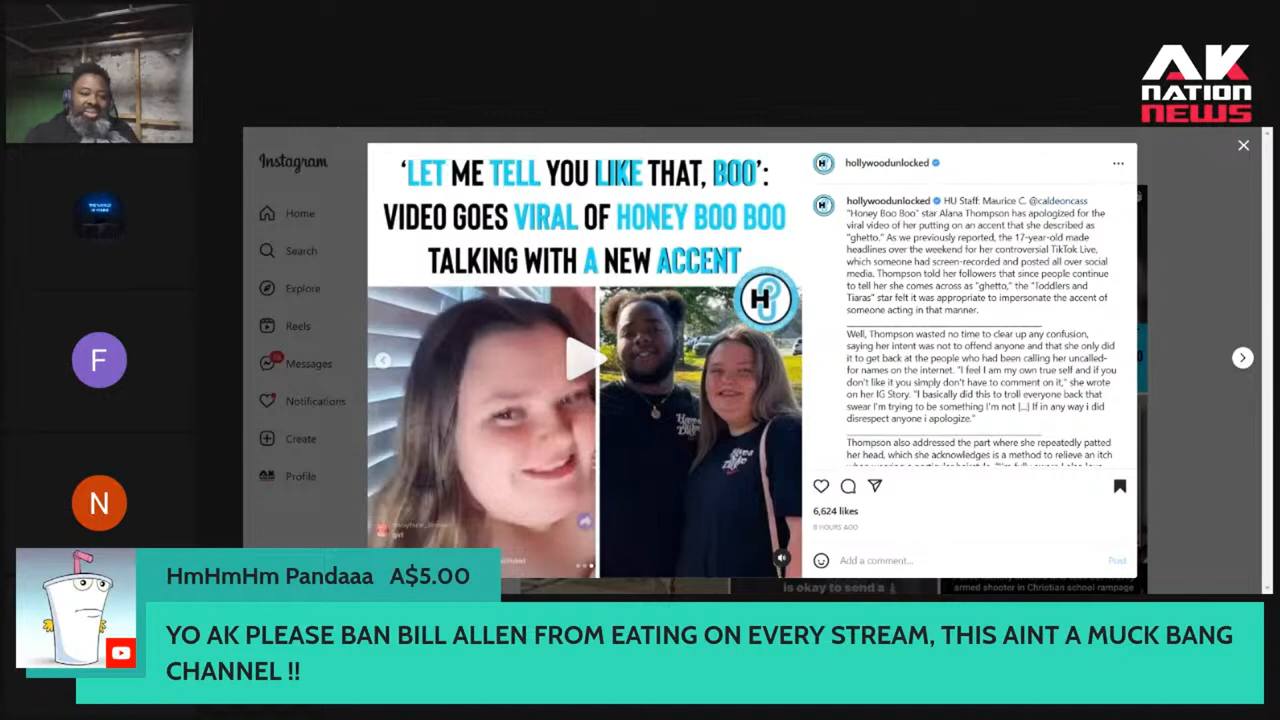 AK
NATION
NEWS
Instagram
Home
Search
Explore
Reels
Messages
Notifications
Create
Profile
'LET ME TELL YOU LIKE THAT, BOO':
VIDEO GOES VIRAL OF HONEY BOO BOO
TALKING WITH A NEW ACCENT
H
hollywoodunlocked
hollywoodunlocked HU Staff: Maurice C. @caldeoncass
"Honey Boo Boo" star Alana Thompson has apologized for the
viral video of her putting on an accent that she described as
"ghetto." As we previously reported, the 17-year-old made
headlines over the weekend for her controversial TikTok Live,
which someone had screen-recorded and posted all over social
media. Thompson told her followers that since people continue
to tell her she comes across as "ghetto," the "Toddlers and
Tiaras" star felt it was appropriate to impersonate the accent of
someone acting in that manner.
Well, Thompson wasted no time to clear up any confusion,
saying her intent was not to offend anyone and that she only did
it to get back at the people who had been calling her uncalled-
for names on the internet. "I feel I am my own true self and if you
don't like it you simply don't have to comment on it," she wrote
on her IG Story. "I basically did this to troll everyone back that
swear I'm trying to be something I'm not [...] If in any way i did
disrespect anyone i apologize."
Thompson also addressed the part where she repeatedly patted
her head, which she acknowledges is a method to relieve an itch
6,624 likes
8 HOURS AGO
Add a comment...
Post
is okay to send a
armed shooter in Christian school rampage
F
N
HmHmHm Pandaaa A$5.00
YO AK PLEASE BAN BILL ALLEN FROM EATING ON EVERY STREAM, THIS AINT A MUCK BANG
CHANNEL !!